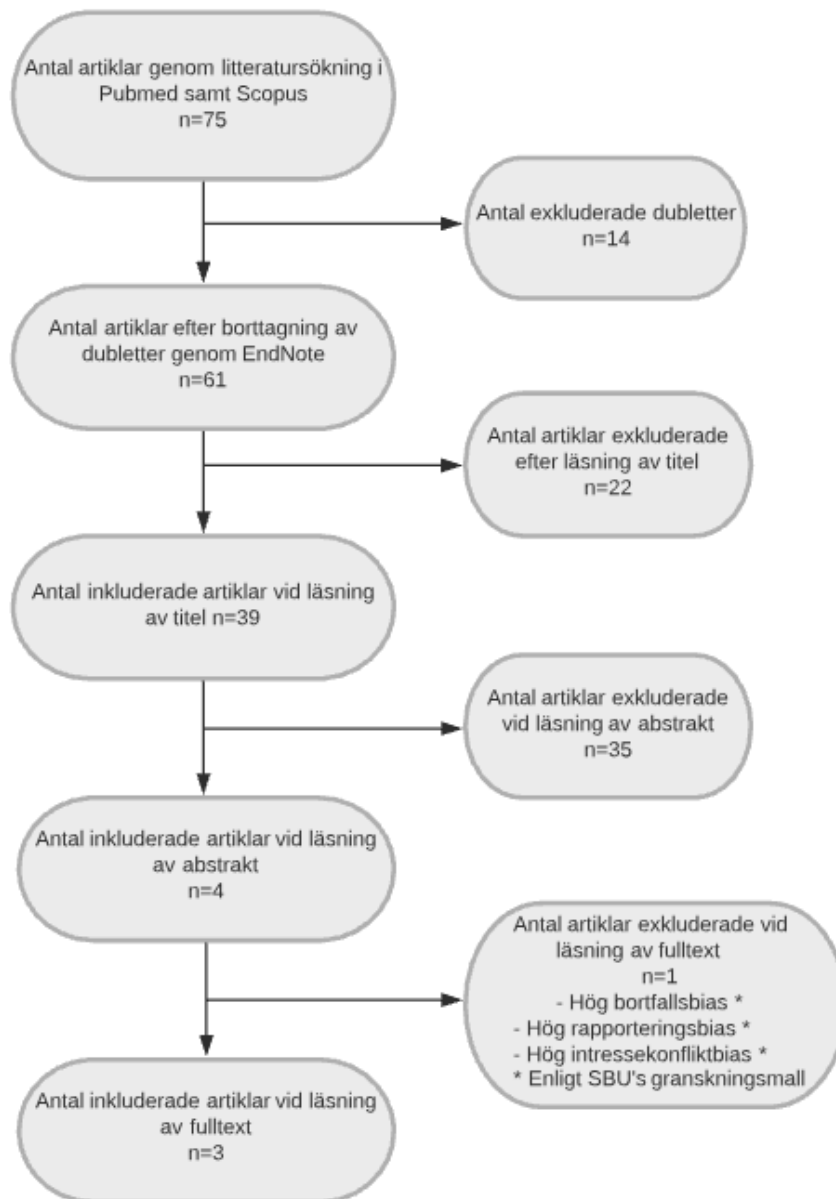 Antal artiklar genom litteratursökning i
Pubmed samt Scopus
n=75
Antal exkluderade dubletter
n=14
Antal artiklar efter borttagning av
dubletter genom EndNote
n=61
Antal artiklar exkluderade
efter läsning av titel
n=22
Antal inkluderade artiklar vid läsning
av titel n=39
Antal artiklar exkluderade
vid läsning av abstrakt
n=35
Antal inkluderade artiklar vid läsning
av abstrakt
n=4
Antal artiklar exkluderade vid
läsning av fulltext
n=1
- Hög bortfallsbias *
- Hög rapporteringsbias *
- Hög intressekonfliktbias *
* Enligt SBU's granskningsmall
Antal inkluderade artiklar vid läsning
av fulltext
n=3